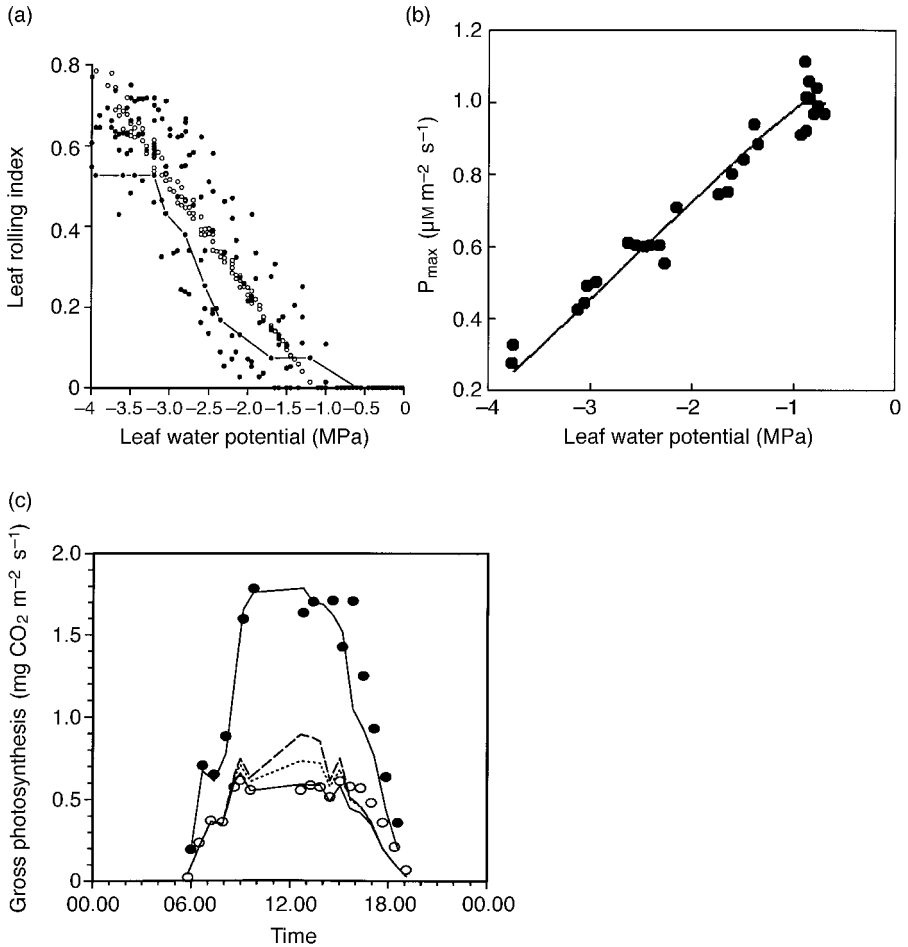 (a)
0.8
0.6
0.4
0.2
0
Leaf rolling index
−4 −3.5 −3.0 −2.5 −2.0 −1.5 −1.0 −0.5 0
Leaf water potential (MPa)
(b)
1.2
1.0
0.8
0.6
0.4
0.2
Pmax (μM m−2 s−1)
−4 −3 −2 −1 0
Leaf water potential (MPa)
(c)
2.0
1.5
1.0
0.5
0
Gross photosynthesis (mg CO2 m−2 s−1)
00.00 06.00 12.00 18.00 00.00
Time